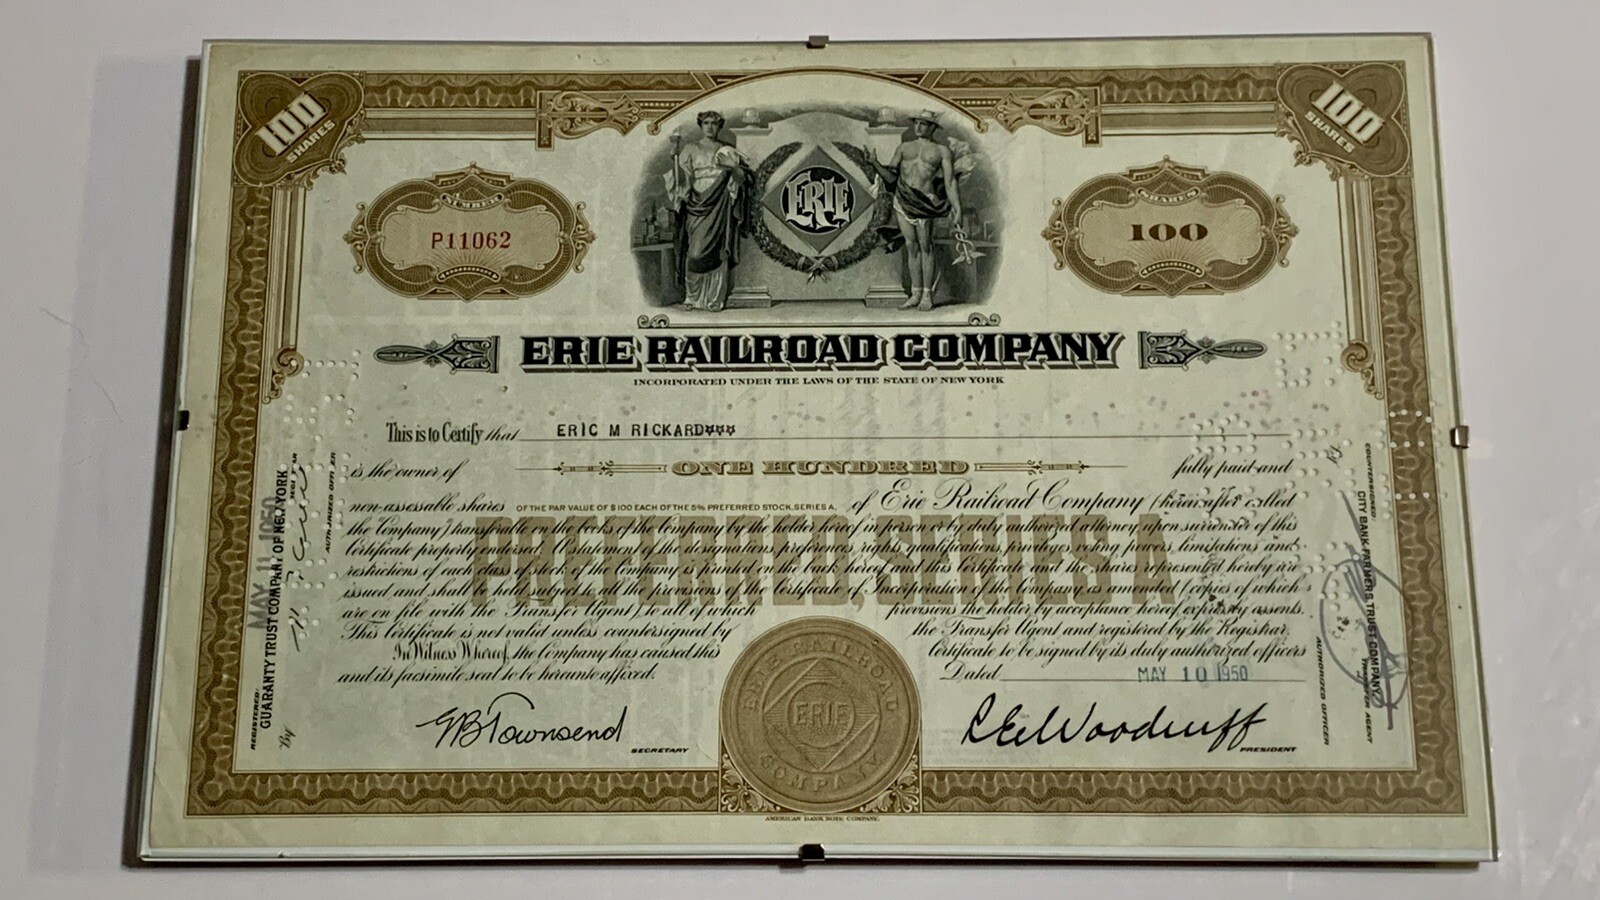 100 SHARES
100 SHARES
NUMBER
P11062
ERIE
SHARES
100
ERIE RAILROAD COMPANY
INCORPORATED UNDER THE LAWS OF THE STATE OF NEW YORK
This is to Certify that ERIC M RICKARD
is the owner of ONE HUNDRED fully paid and
non-assessable shares OF THE PAR VALUE OF $100 EACH OF THE 5% PREFERRED STOCK, SERIES A, of Erie Railroad Company (hereinafter called
the Company) transferable on the books of the Company by the holder hereof in person or by duly authorized attorney upon surrender of this
Certificate properly endorsed. A statement of the designations, preferences, rights, qualifications, privileges, voting powers, limitations and
restrictions of each class of stock of the Company is printed on the back hereof and this Certificate and the shares represented hereby are
issued and shall be held subject to all the provisions of the Certificate of Incorporation of the Company as amended (copies of which
are on file with the Transfer Agent), to all of which provisions the holder, by acceptance hereof, expressly assents.
This Certificate is not valid unless countersigned by the Transfer Agent and registered by the Registrar.
In Witness Whereof, the Company has caused this Certificate to be signed by its duly authorized officers
and its facsimile seal to be hereunto affixed. Dated MAY 10 1950
PREFERRED, SERIES A
ERIE RAILROAD COMPANY
ERIE
E B Townsend
SECRETARY
R E Woodruff
PRESIDENT
AMERICAN BANK NOTE COMPANY.
MAY 11 1950
REGISTERED:
GUARANTY TRUST COMPANY OF NEW YORK
REGISTRAR
By
AUTHORIZED OFFICER
COUNTERSIGNED:
CITY BANK FARMERS TRUST COMPANY,
TRANSFER AGENT
By
AUTHORIZED OFFICER